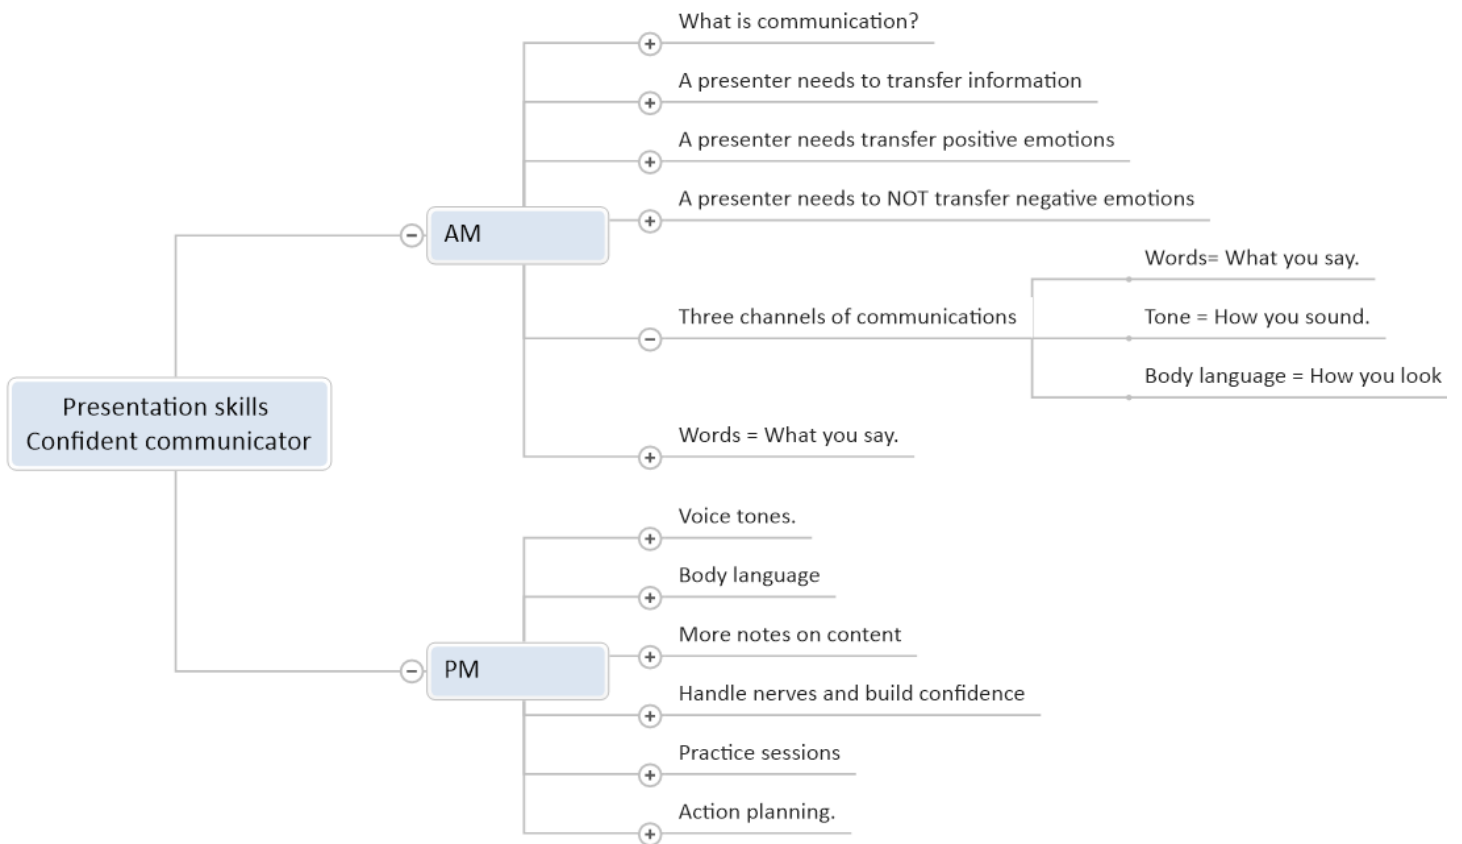 What is communication?
A presenter needs to transfer information
A presenter needs transfer positive emotions
A presenter needs to NOT transfer negative emotions
AM
Words= What you say.
Three channels of communications
Tone = How you sound.
Body language = How you look
Presentation skills
Confident communicator
Words = What you say.
Voice tones.
Body language
More notes on content
PM
Handle nerves and build confidence
Practice sessions
Action planning.